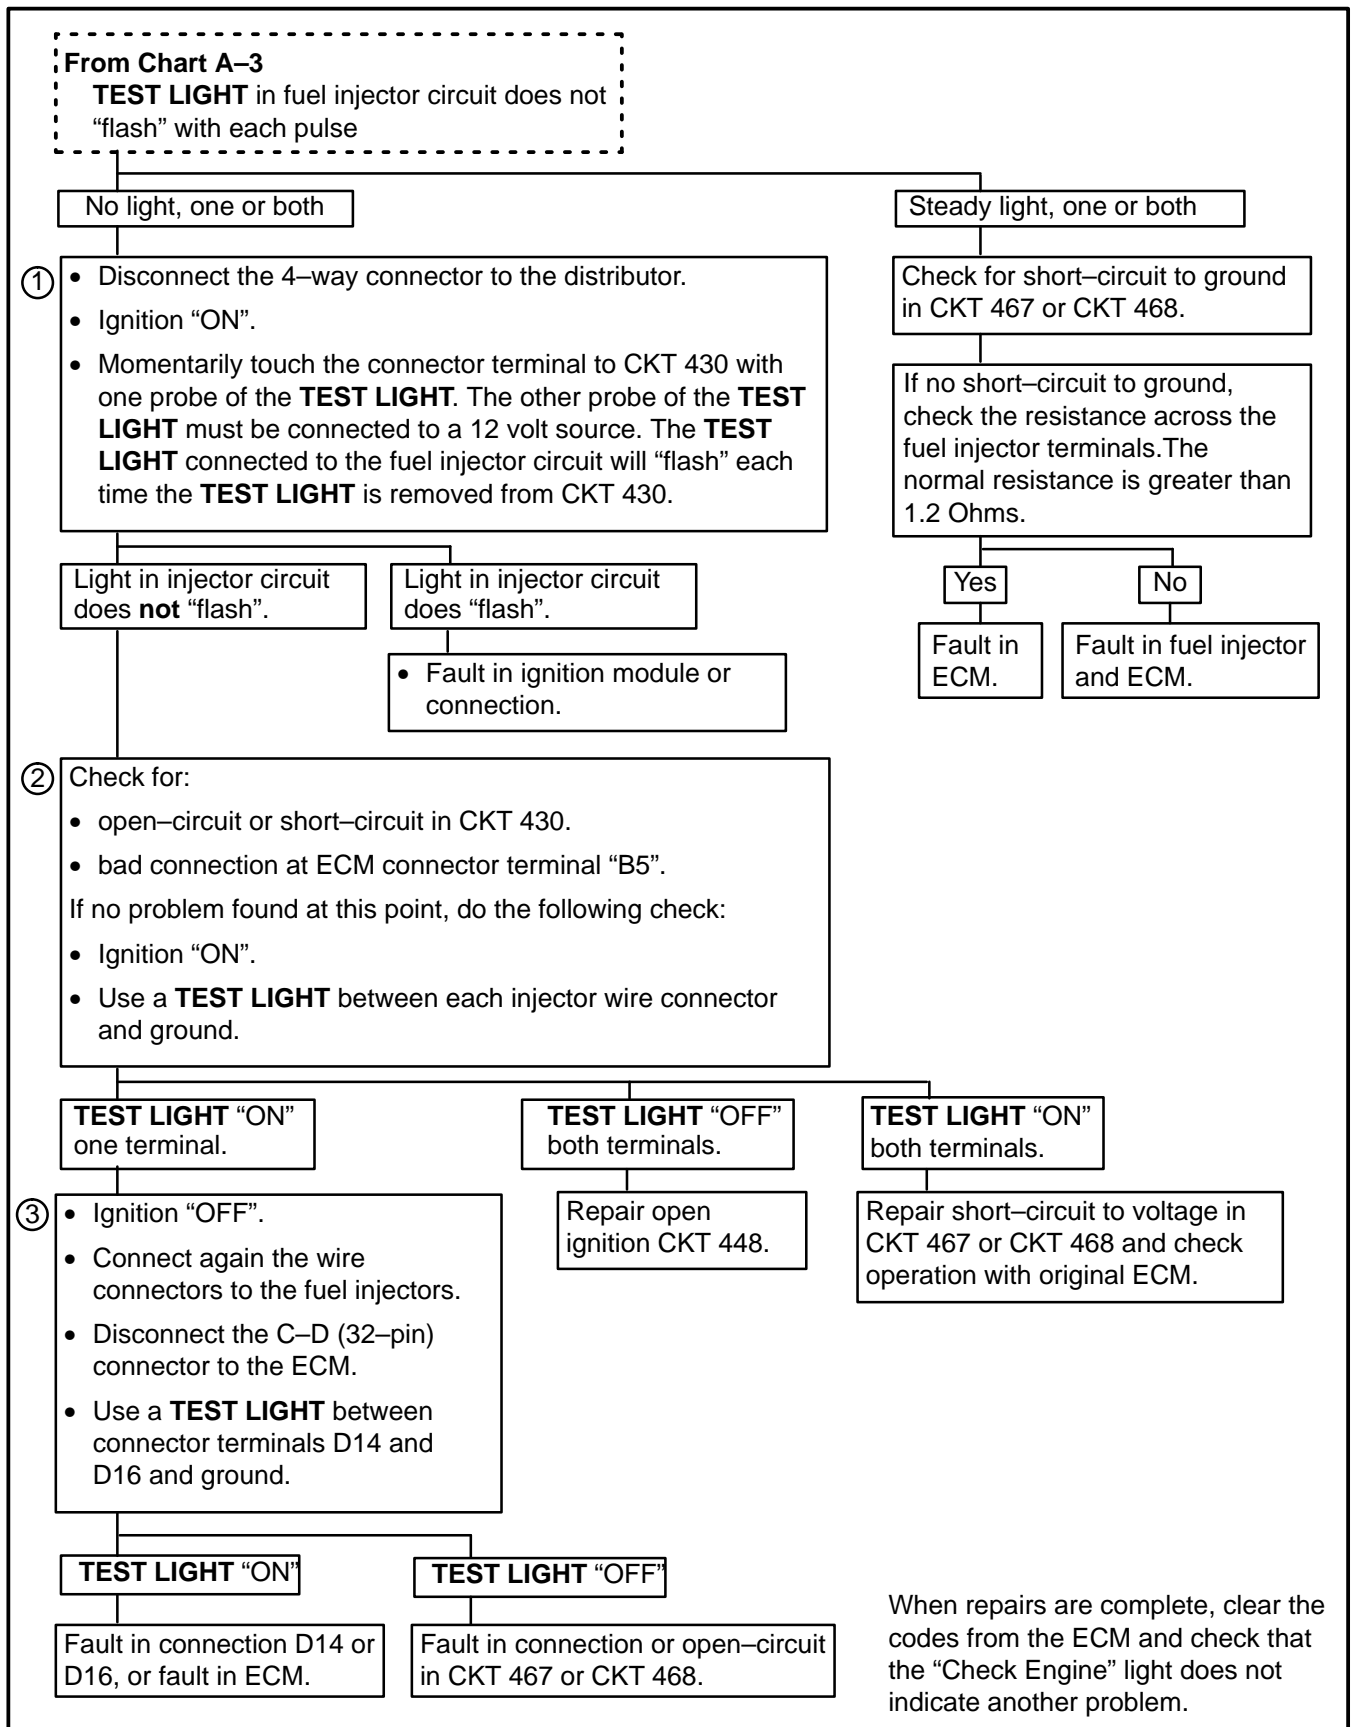 From Chart A–3
TEST LIGHT in fuel injector circuit does not
“flash” with each pulse
No light, one or both
Steady light, one or both
1
• Disconnect the 4–way connector to the distributor.
• Ignition “ON”.
• Momentarily touch the connector terminal to CKT 430 with
one probe of the TEST LIGHT. The other probe of the TEST
LIGHT must be connected to a 12 volt source. The TEST
LIGHT connected to the fuel injector circuit will “flash” each
time the TEST LIGHT is removed from CKT 430.
Check for short–circuit to ground
in CKT 467 or CKT 468.
If no short–circuit to ground,
check the resistance across the
fuel injector terminals.The
normal resistance is greater than
1.2 Ohms.
Light in injector circuit
does not “flash”.
Light in injector circuit
does “flash”.
• Fault in ignition module or
connection.
Yes
No
Fault in
ECM.
Fault in fuel injector
and ECM.
2
Check for:
• open–circuit or short–circuit in CKT 430.
• bad connection at ECM connector terminal “B5”.
If no problem found at this point, do the following check:
• Ignition “ON”.
• Use a TEST LIGHT between each injector wire connector
and ground.
TEST LIGHT “ON”
one terminal.
TEST LIGHT “OFF”
both terminals.
TEST LIGHT “ON”
both terminals.
3
• Ignition “OFF”.
• Connect again the wire
connectors to the fuel injectors.
• Disconnect the C–D (32–pin)
connector to the ECM.
• Use a TEST LIGHT between
connector terminals D14 and
D16 and ground.
Repair open
ignition CKT 448.
Repair short–circuit to voltage in
CKT 467 or CKT 468 and check
operation with original ECM.
TEST LIGHT “ON”
TEST LIGHT “OFF”
Fault in connection D14 or
D16, or fault in ECM.
Fault in connection or open–circuit
in CKT 467 or CKT 468.
When repairs are complete, clear the
codes from the ECM and check that
the “Check Engine” light does not
indicate another problem.